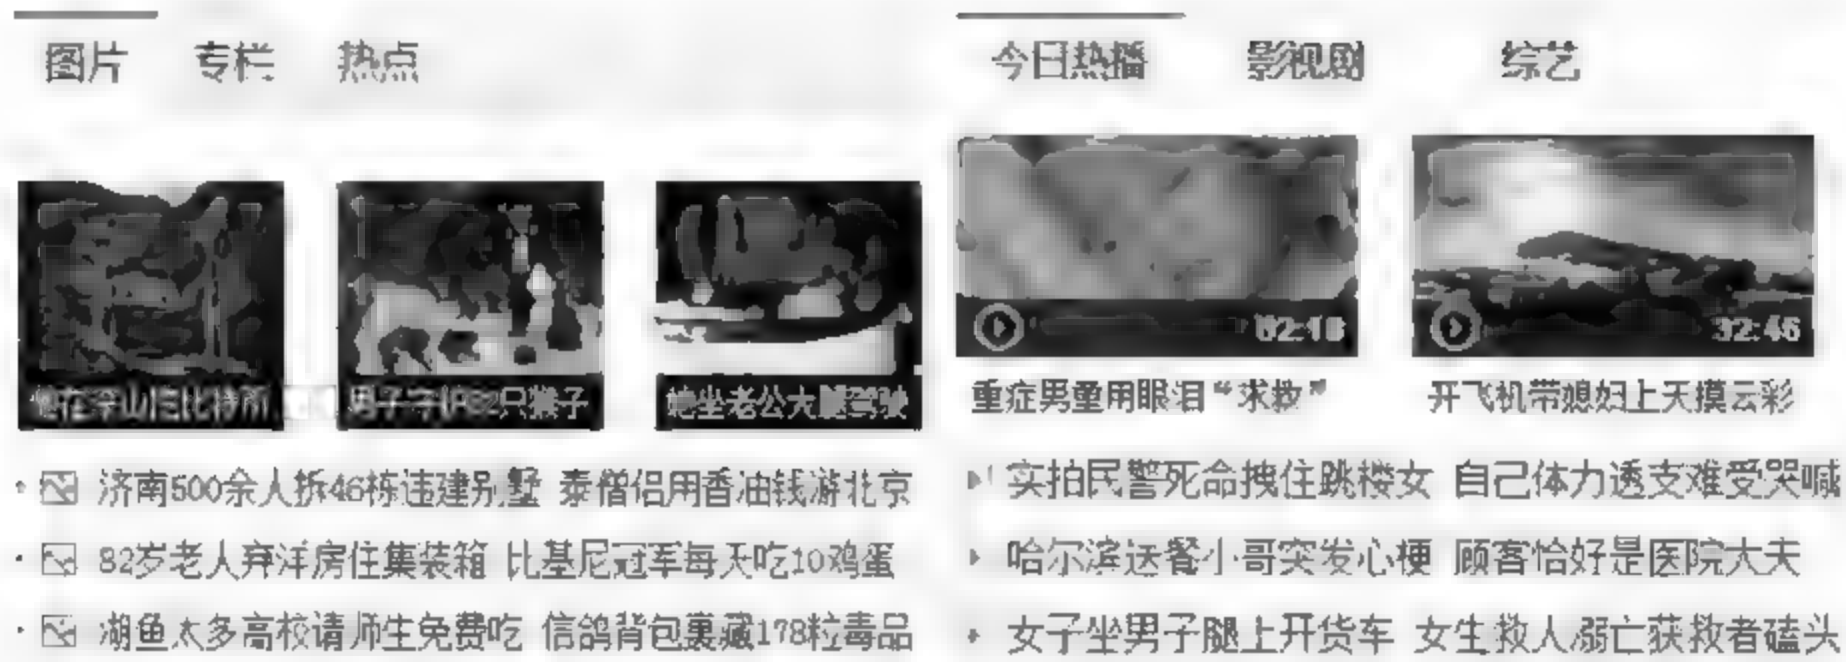 图片 专栏 热点
男子守护82只猴子
她坐老公大腿驾驶
济南500余人拆46栋违建别墅 泰僧侣用香油钱游北京
82岁老人弃洋房住集装箱 比基尼冠军每天吃10鸡蛋
湖鱼太多高校请师生免费吃 信鸽背包裹藏178粒毒品
今日热播 影视剧 综艺
02:18
32:46
重症男童用眼泪“求救”
开飞机带媳妇上天摸云彩
实拍民警死命拽住跳楼女 自己体力透支难受哭喊
哈尔滨送餐小哥突发心梗 顾客恰好是医院大夫
女子坐男子腿上开货车 女生救人溺亡获救者磕头